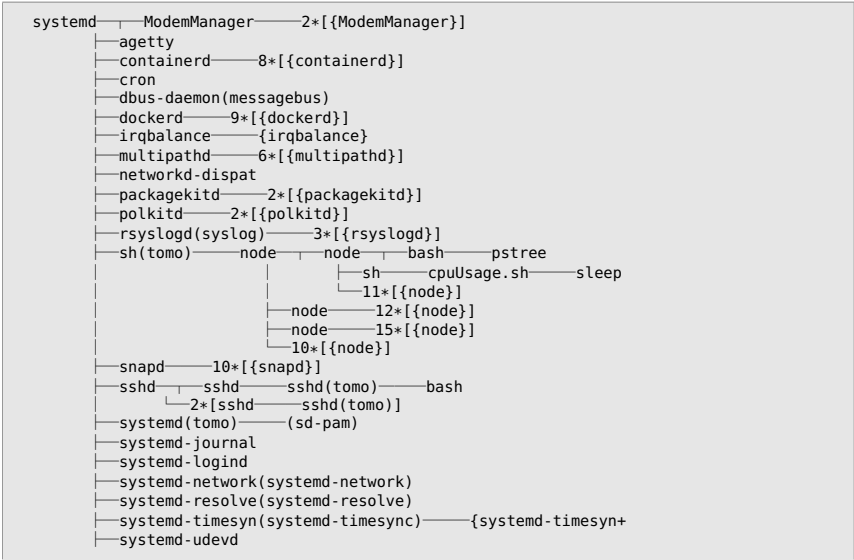 systemd─┬─ModemManager───2*[{ModemManager}]
        ├─agetty
        ├─containerd───8*[{containerd}]
        ├─cron
        ├─dbus-daemon(messagebus)
        ├─dockerd───9*[{dockerd}]
        ├─irqbalance───{irqbalance}
        ├─multipathd───6*[{multipathd}]
        ├─networkd-dispat
        ├─packagekitd───2*[{packagekitd}]
        ├─polkitd───2*[{polkitd}]
        ├─rsyslogd(syslog)───3*[{rsyslogd}]
        ├─sh(tomo)───node─┬─node─┬─bash───pstree
        │                 │      ├─sh───cpuUsage.sh───sleep
        │                 │      └─11*[{node}]
        │                 ├─node───12*[{node}]
        │                 ├─node───15*[{node}]
        │                 └─10*[{node}]
        ├─snapd───10*[{snapd}]
        ├─sshd─┬─sshd───sshd(tomo)───bash
        │      └─2*[sshd───sshd(tomo)]
        ├─systemd(tomo)───(sd-pam)
        ├─systemd-journal
        ├─systemd-logind
        ├─systemd-network(systemd-network)
        ├─systemd-resolve(systemd-resolve)
        ├─systemd-timesyn(systemd-timesync)───{systemd-timesyn+
        ├─systemd-udevd